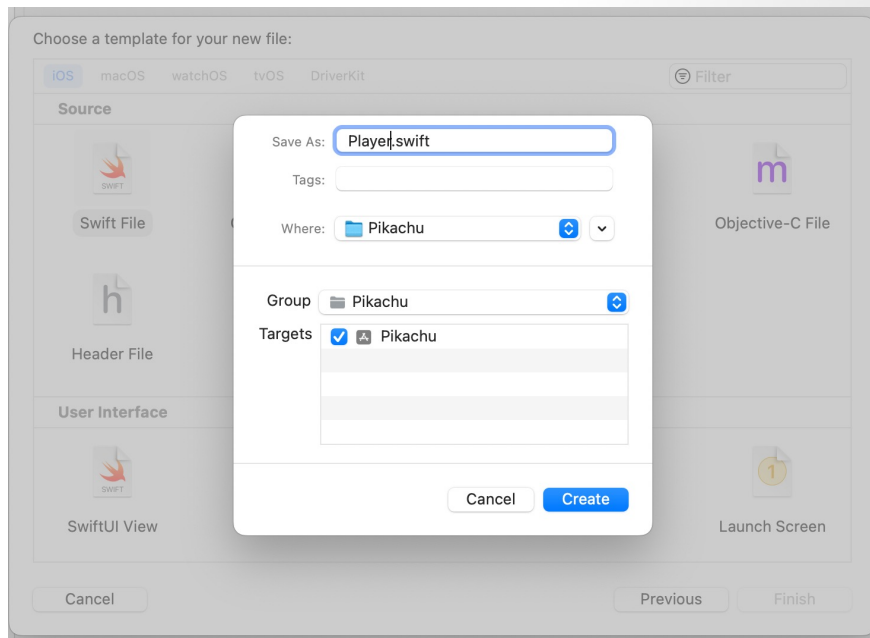 Choose a template for your new file:
iOS macOS watchOS tvOS DriverKit Filter
Source
Save As: Player.swift
Tags:
SWIFT m
Swift File Where: Pikachu Objective-C File
h Group Pikachu
Targets Pikachu
Header File
User Interface
SWIFT 1
Cancel Create
SwiftUI View Launch Screen
Cancel Previous Finish